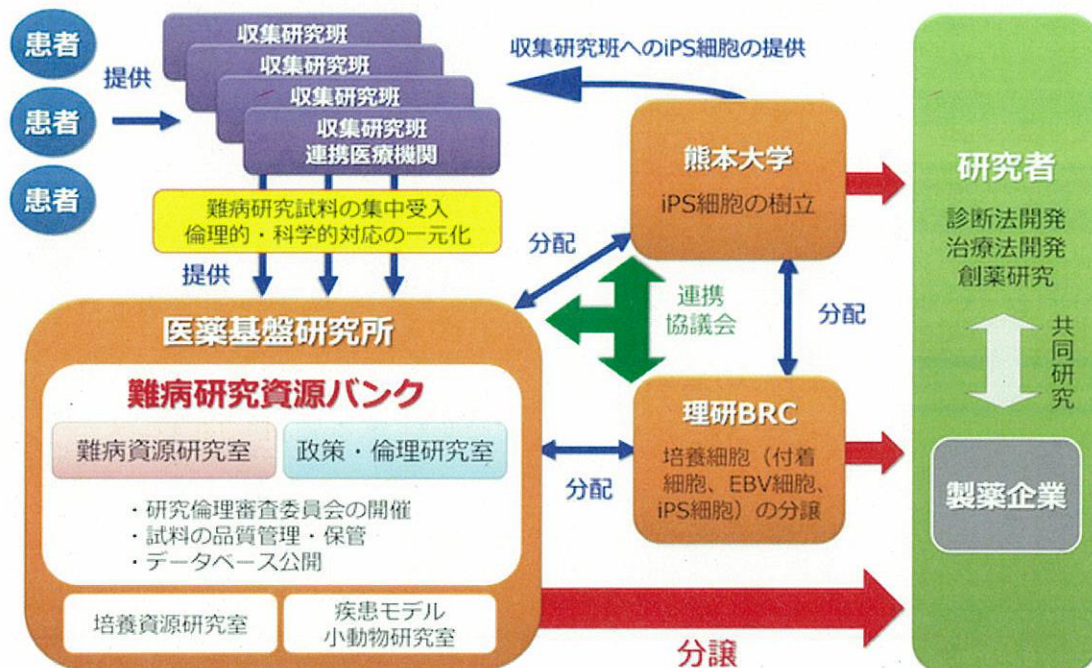 患者
患者
患者
提供
収集研究班
収集研究班
収集研究班
収集研究班
連携医療機関
収集研究班へのiPS細胞の提供
難病研究試料の集中受入
倫理的・科学的対応の一元化
提供
熊本大学
iPS細胞の樹立
分配
連携
協議会
分配
分配
医薬基盤研究所
難病研究資源バンク
難病資源研究室
政策・倫理研究室
・研究倫理審査委員会の開催
・試料の品質管理・保管
・データベース公開
培養資源研究室
疾患モデル
小動物研究室
理研BRC
培養細胞（付着
細胞、EBV細胞、
iPS細胞）の分譲
分譲
研究者
診断法開発
治療法開発
創薬研究
共同研究
製薬企業